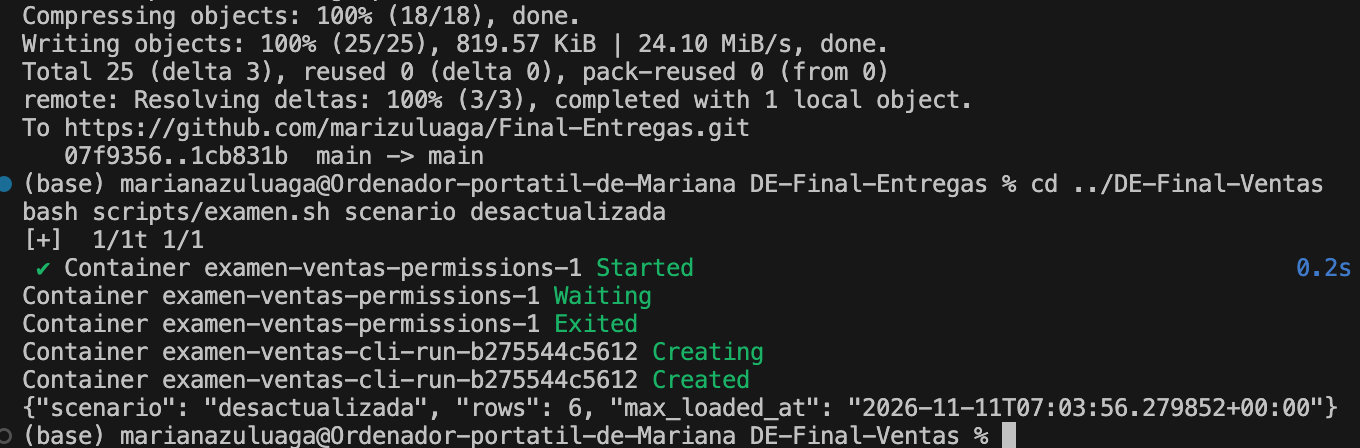 Compressing objects: 100% (18/18), done.
Writing objects: 100% (25/25), 819.57 KiB | 24.10 MiB/s, done.
Total 25 (delta 3), reused 0 (delta 0), pack-reused 0 (from 0)
remote: Resolving deltas: 100% (3/3), completed with 1 local object.
To https://github.com/marizuluaga/Final-Entregas.git
   07f9356..1cb831b  main -> main
(base) marianazuluaga@Ordenador-portatil-de-Mariana DE-Final-Entregas % cd ../DE-Final-Ventas
bash scripts/examen.sh scenario desactualizada
[+]  1/1t 1/1
 ✔ Container examen-ventas-permissions-1 Started 0.2s
Container examen-ventas-permissions-1 Waiting
Container examen-ventas-permissions-1 Exited
Container examen-ventas-cli-run-b275544c5612 Creating
Container examen-ventas-cli-run-b275544c5612 Created
{"scenario": "desactualizada", "rows": 6, "max_loaded_at": "2026-11-11T07:03:56.279852+00:00"}
(base) marianazuluaga@Ordenador-portatil-de-Mariana DE-Final-Ventas %